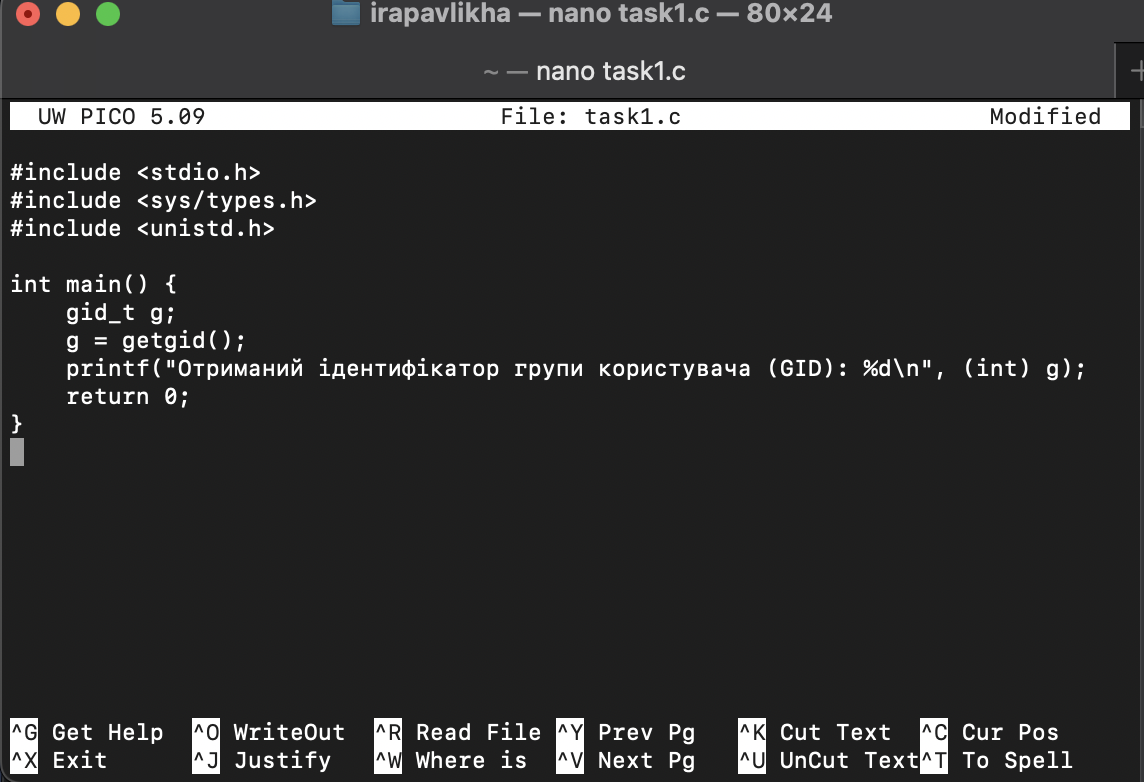 irapavlikha — nano task1.c — 80×24
~ — nano task1.c
+
UW PICO 5.09 File: task1.c Modified
#include <stdio.h>
#include <sys/types.h>
#include <unistd.h>
int main() {
    gid_t g;
    g = getgid();
    printf("Отриманий ідентифікатор групи користувача (GID): %d\n", (int) g);
    return 0;
}
^G Get Help ^O WriteOut ^R Read File ^Y Prev Pg ^K Cut Text ^C Cur Pos
^X Exit ^J Justify ^W Where is ^V Next Pg ^U UnCut Text^T To Spell